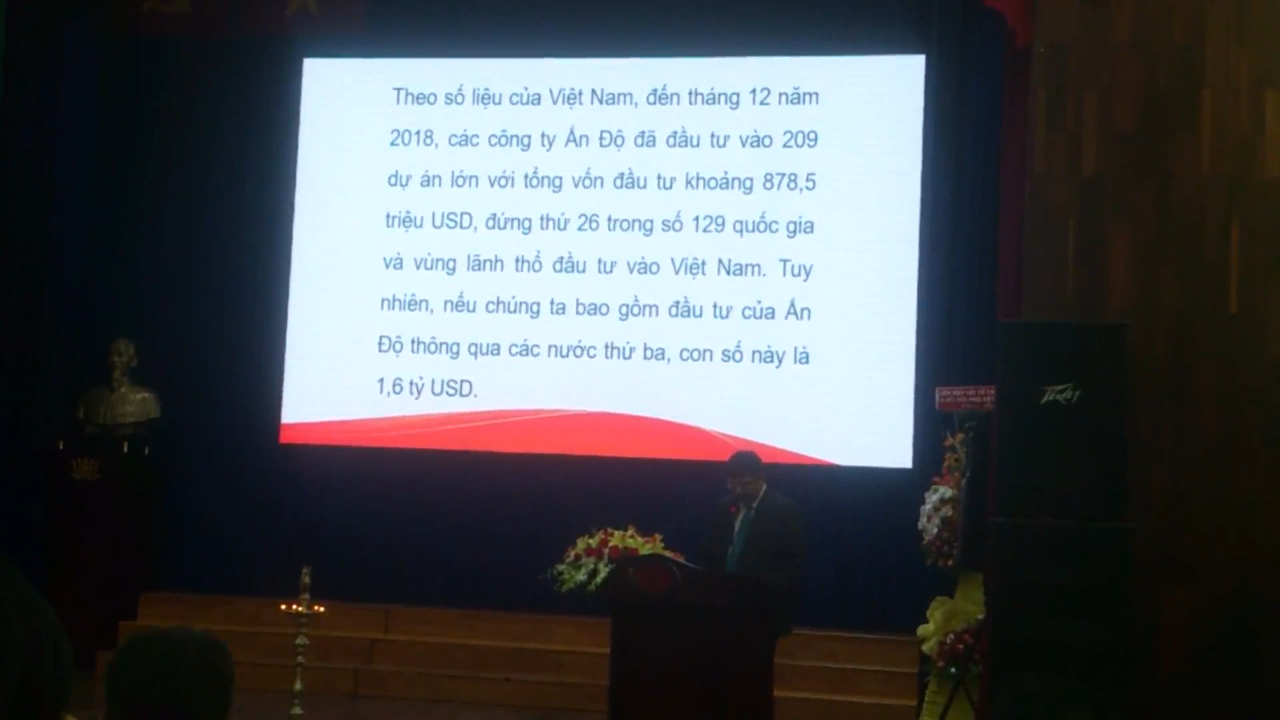 Theo số liệu của Việt Nam, đến tháng 12 năm
2018, các công ty Ấn Độ đã đầu tư vào 209
dự án lớn với tổng vốn đầu tư khoảng 878,5
triệu USD, đứng thứ 26 trong số 129 quốc gia
và vùng lãnh thổ đầu tư vào Việt Nam. Tuy
nhiên, nếu chúng ta bao gồm đầu tư của Ấn
Độ thông qua các nước thứ ba, con số này là
1,6 tỷ USD.